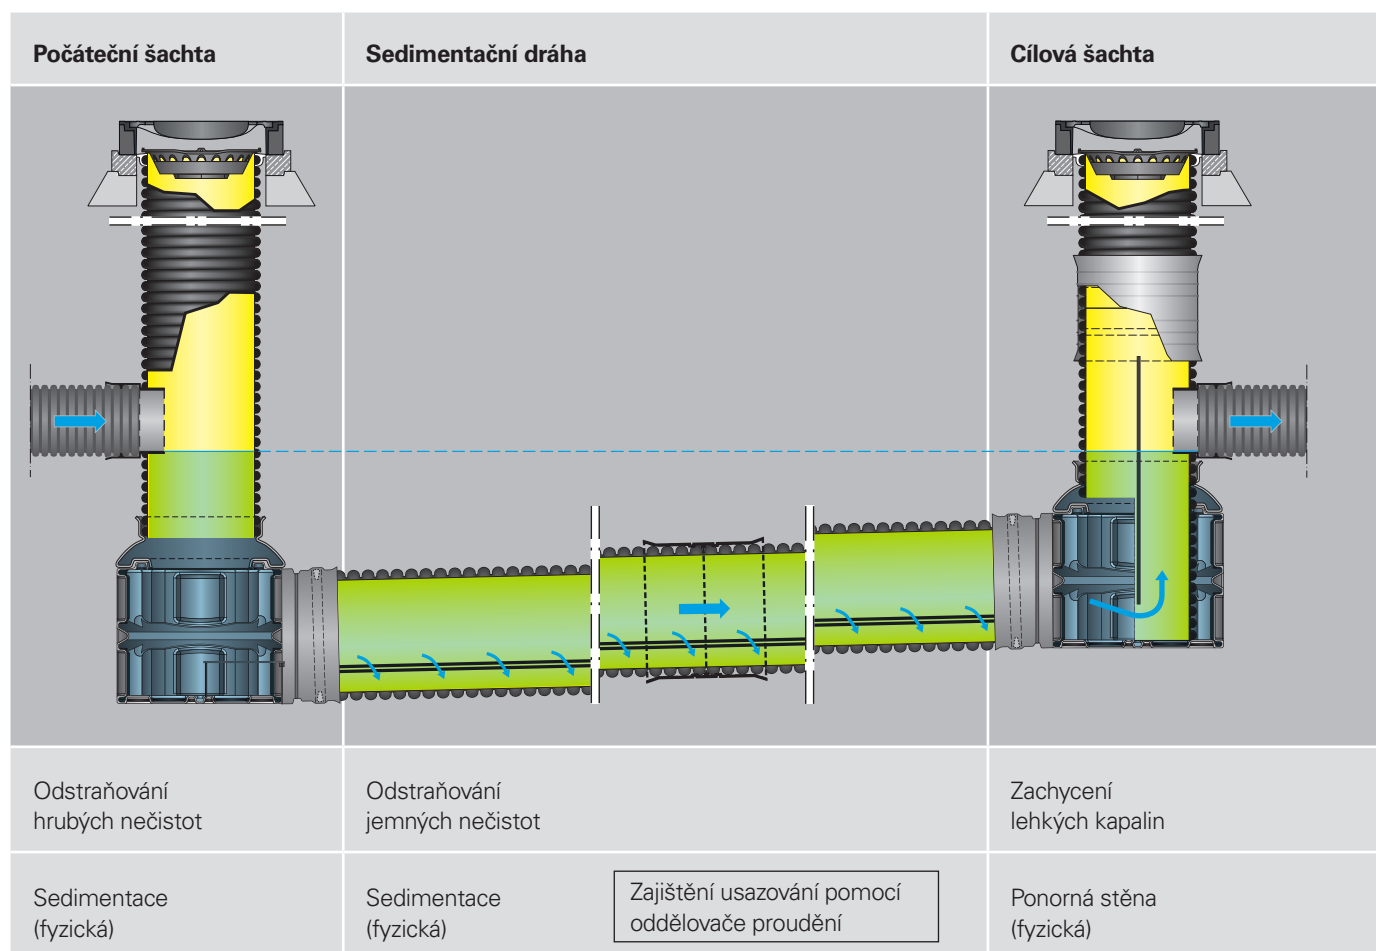 Počáteční šachta
Sedimentační dráha
Cílová šachta
Odstraňování
hrubých nečistot
Odstraňování
jemných nečistot
Zachycení
lehkých kapalin
Sedimentace
(fyzická)
Sedimentace
(fyzická)
Zajištění usazování pomocí
oddělovače proudění
Ponorná stěna
(fyzická)